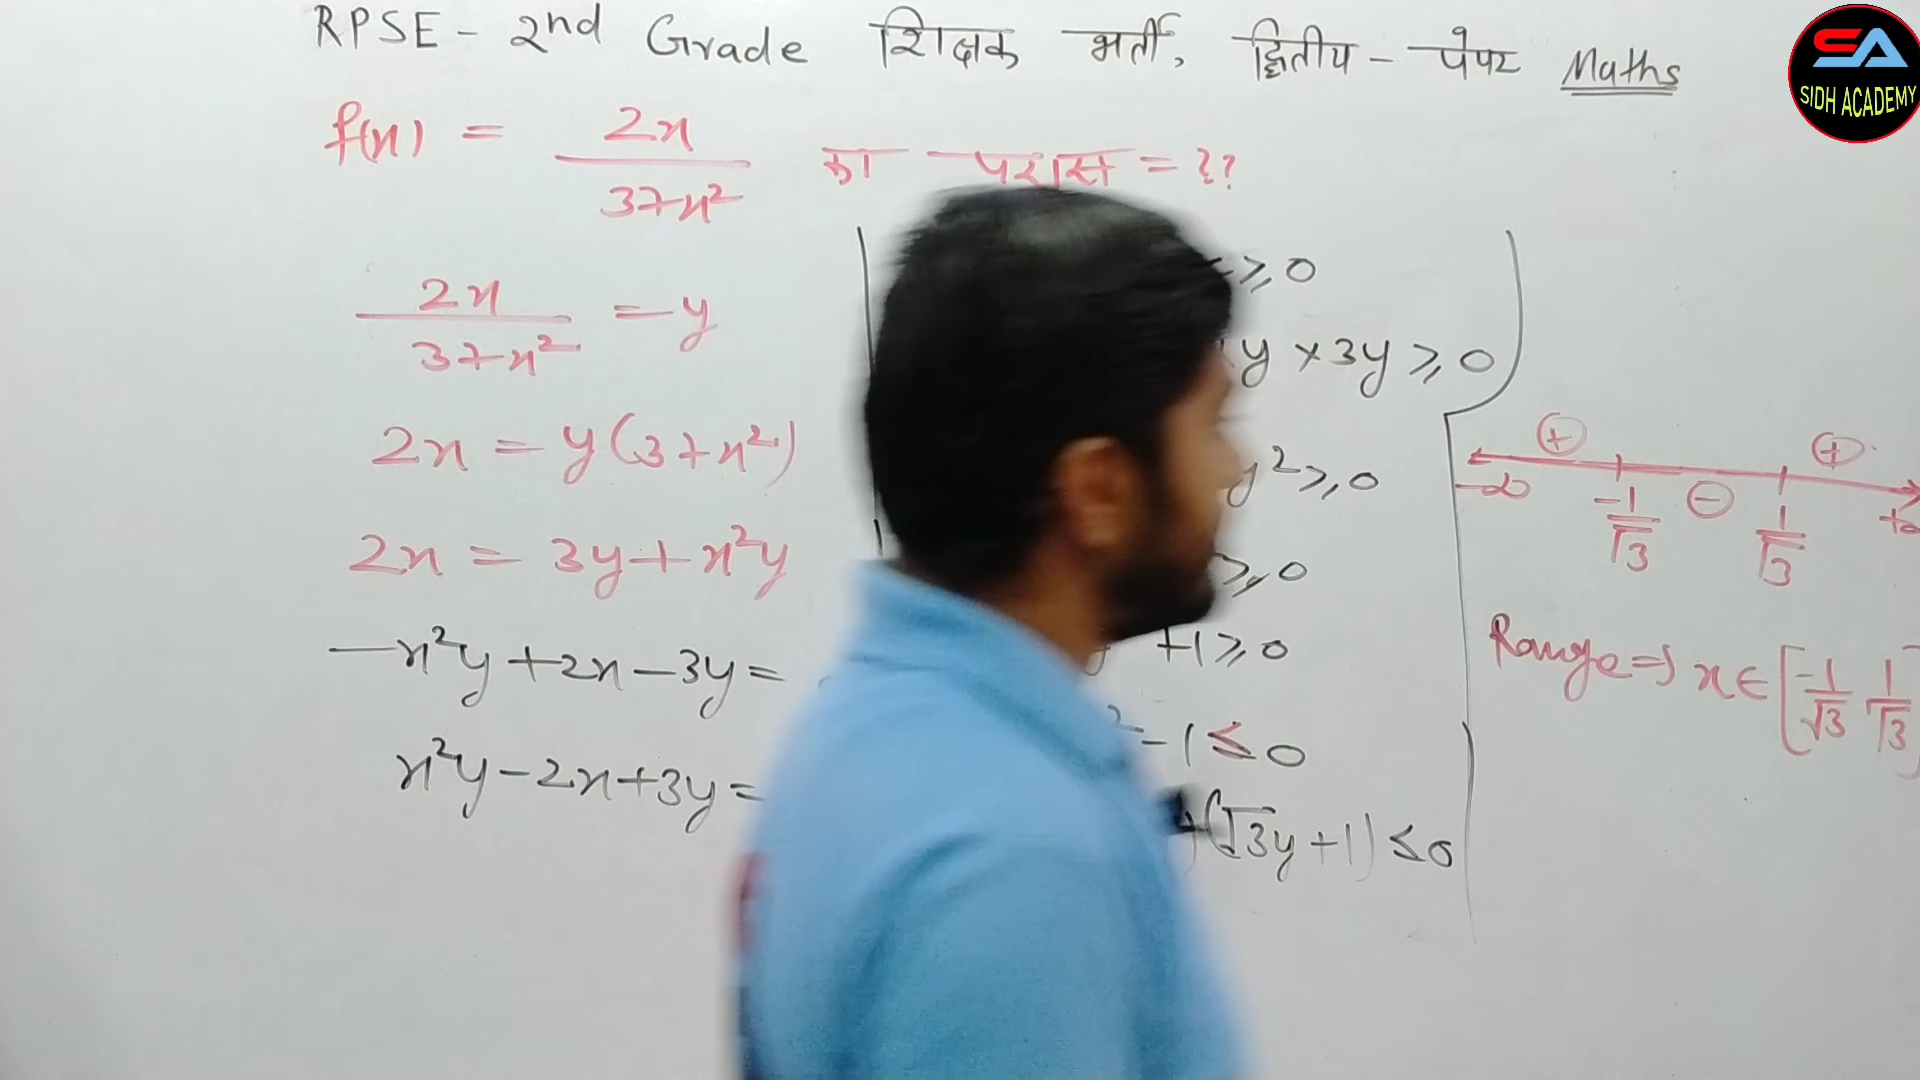 RPSE - 2nd Grade शिक्षक भर्ती, द्वितीय - पेपर Maths
SA
SIDH ACADEMY
f(x) = 2x / 3+x² का परास = ??
2x / 3+x² = y
2x = y(3+x²)
2x = 3y+x²y
-x²y+2x-3y=
x²y-2x+3y=
≥0
y×3y≥0
y²≥0
≥0
+1≥0
-1≤0
(√3y+1)≤0
+ +
-∞ -1/√3 - 1/√3 +∞
Range ⇒ x∈[-1/√3 1/√3]